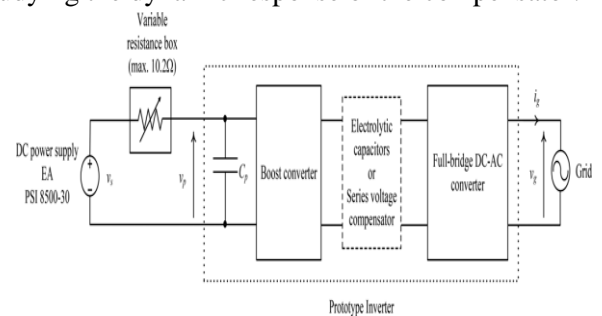 Variable
resistance box
(max. 10.2Ω)
DC power supply
EA
PSI 8500-30
vs
vp
Cp
Boost converter
Electrolytic
capacitors
or
Series voltage
compensator
Full-bridge DC-AC
converter
ig
vg
Grid
Prototype Inverter